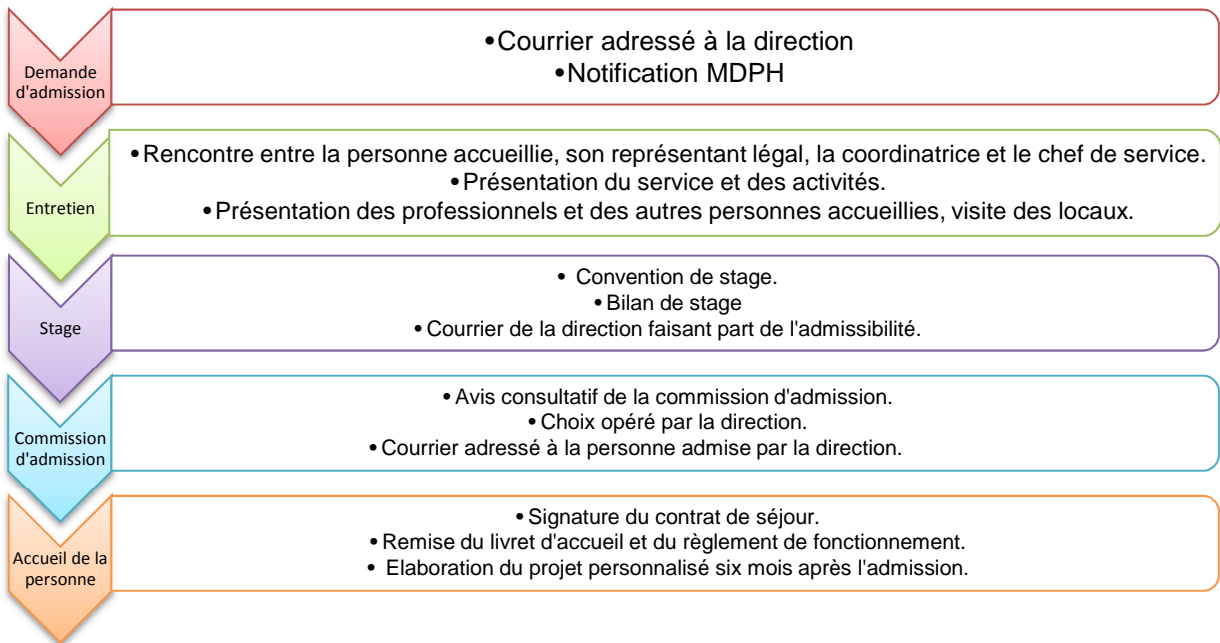 Demande
d'admission
•Courrier adressé à la direction
•Notification MDPH
Entretien
•Rencontre entre la personne accueillie, son représentant légal, la coordinatrice et le chef de service.
•Présentation du service et des activités.
•Présentation des professionnels et des autres personnes accueillies, visite des locaux.
Stage
• Convention de stage.
•Bilan de stage
•Courrier de la direction faisant part de l'admissibilité.
Commission
d'admission
•Avis consultatif de la commission d'admission.
•Choix opéré par la direction.
•Courrier adressé à la personne admise par la direction.
Accueil de la
personne
•Signature du contrat de séjour.
•Remise du livret d'accueil et du règlement de fonctionnement.
• Elaboration du projet personnalisé six mois après l'admission.